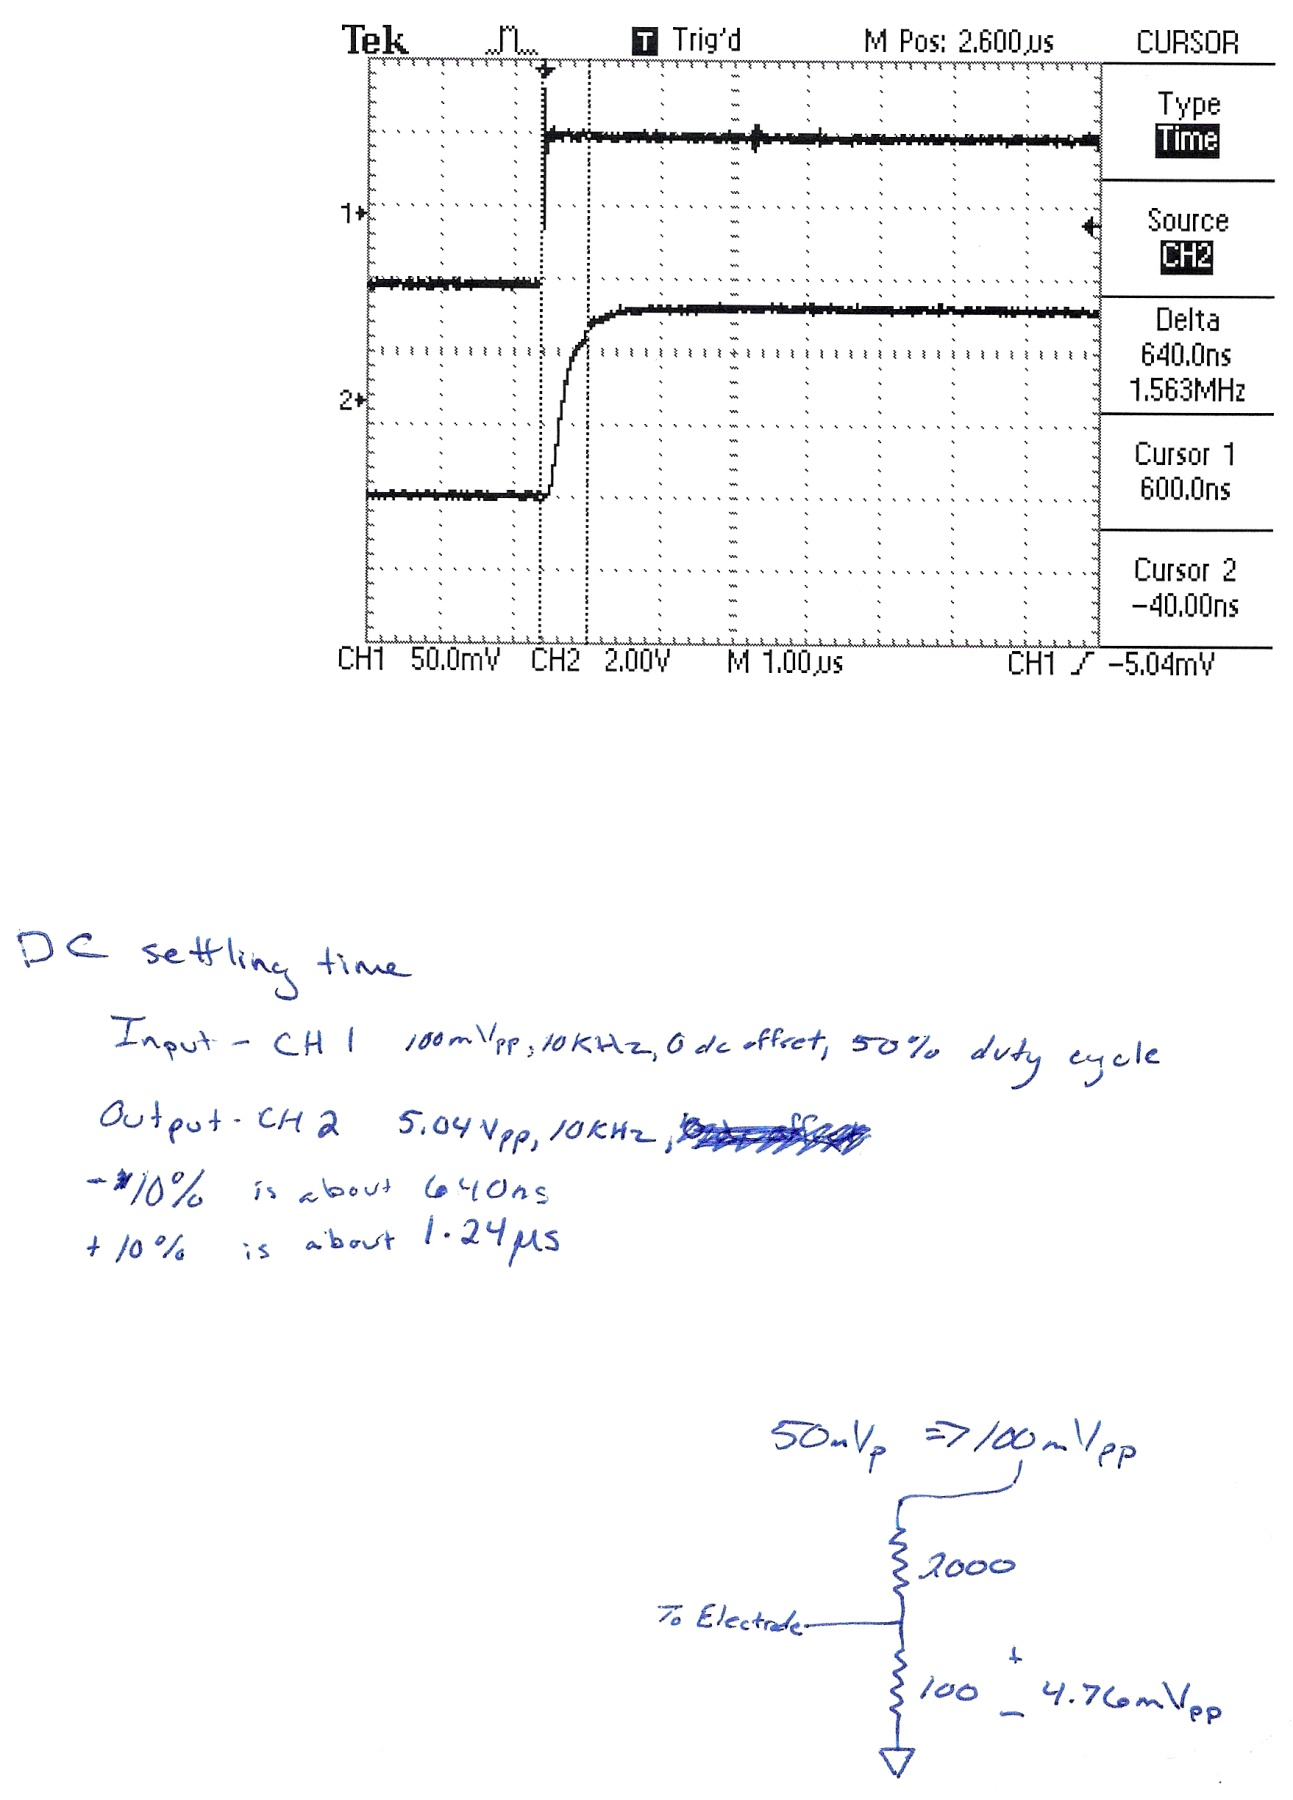 Tek T Trig'd M Pos: 2.600µs CURSOR
Type
Time
1
Source
CH2
Delta
640.0ns
1.563MHz
2
Cursor 1
600.0ns
Cursor 2
-40.00ns
CH1 50.0mV CH2 2.00V M 1.00µs CH1 -5.04mV
DC settling time
Input - CH 1 100mVpp, 10KHz, 0 dc offset, 50% duty cycle
Output - CH 2 5.04 Vpp, 10KHz,
- 10% is about 640ns
+ 10% is about 1.24µs
50mVp => 100mVpp
2000
To Electrode
100 + - 4.76mVpp